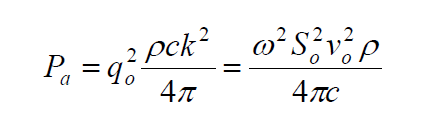 $P_a = q_o^2 \frac{\rho c k^2}{4\pi} = \frac{\omega^2 S_o^2 v_o^2 \rho}{4\pi c}$